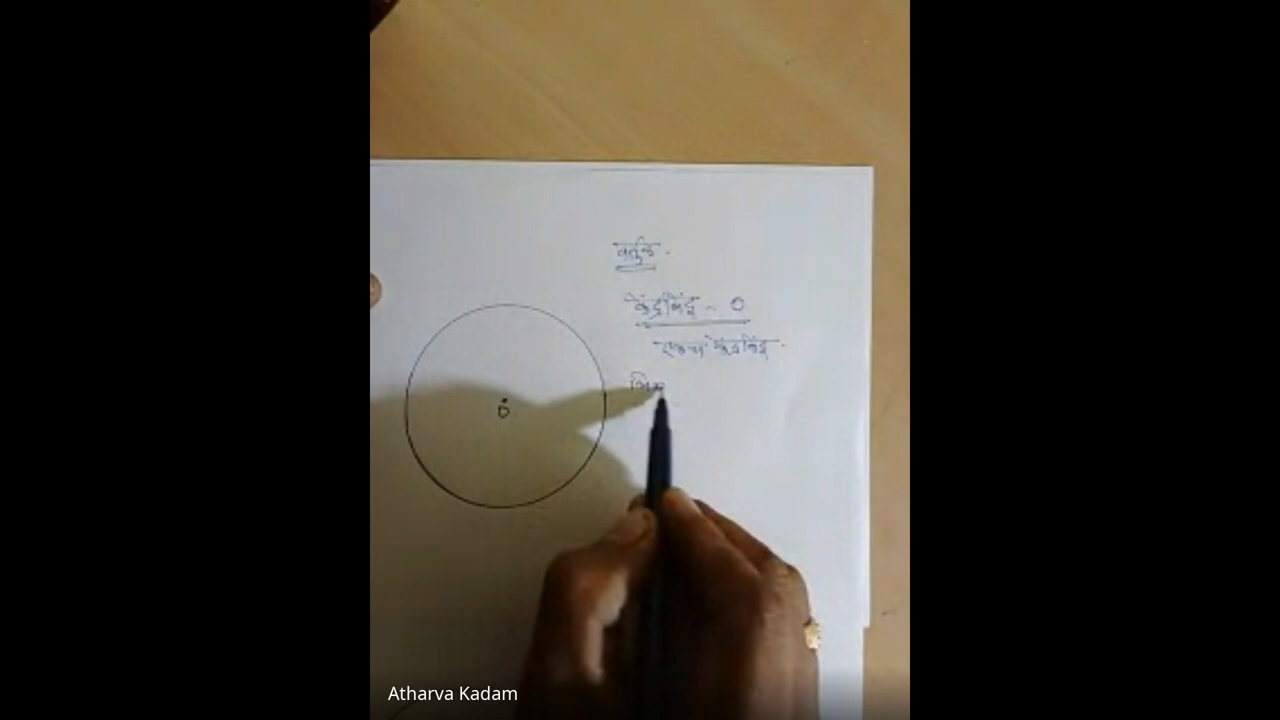 वर्तुळ -
केंद्रबिंदू - O
एकच केंद्रबिंदू.
त्रिज
O
Atharva Kadam